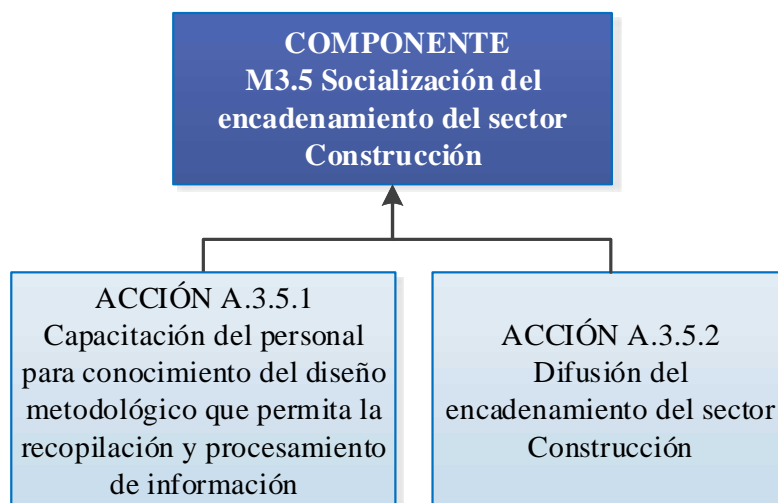 COMPONENTE
M3.5 Socialización del
encadenamiento del sector
Construcción
ACCIÓN A.3.5.1
Capacitación del personal
para conocimiento del diseño
metodológico que permita la
recopilación y procesamiento
de información
ACCIÓN A.3.5.2
Difusión del
encadenamiento del sector
Construcción